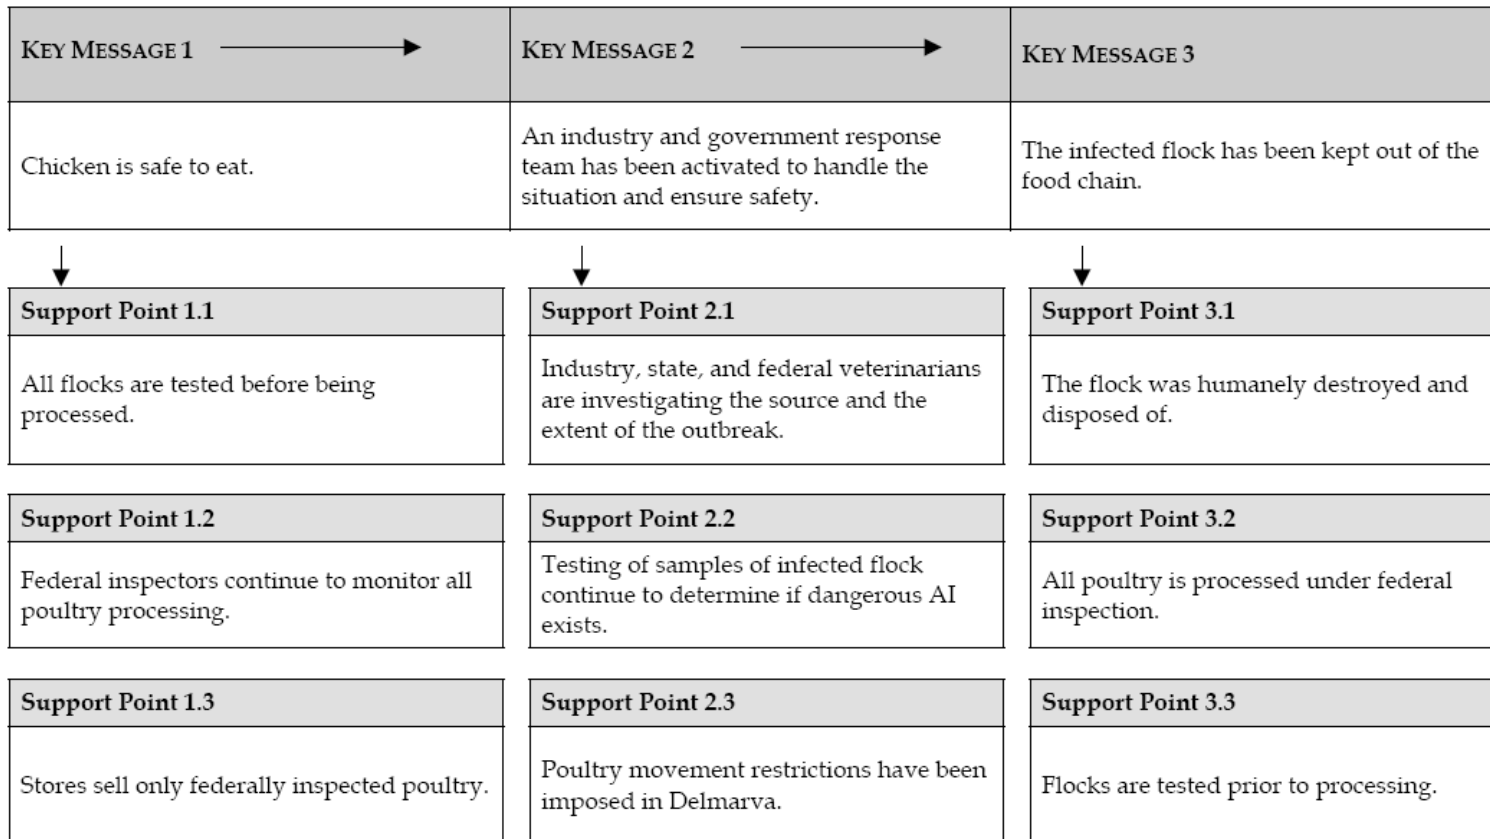 KEY MESSAGE 1
KEY MESSAGE 2
KEY MESSAGE 3
Chicken is safe to eat.
An industry and government response
team has been activated to handle the
situation and ensure safety.
The infected flock has been kept out of the
food chain.
Support Point 1.1
All flocks are tested before being
processed.
Support Point 2.1
Industry, state, and federal veterinarians
are investigating the source and the
extent of the outbreak.
Support Point 3.1
The flock was humanely destroyed and
disposed of.
Support Point 1.2
Federal inspectors continue to monitor all
poultry processing.
Support Point 2.2
Testing of samples of infected flock
continue to determine if dangerous AI
exists.
Support Point 3.2
All poultry is processed under federal
inspection.
Support Point 1.3
Stores sell only federally inspected poultry.
Support Point 2.3
Poultry movement restrictions have been
imposed in Delmarva.
Support Point 3.3
Flocks are tested prior to processing.